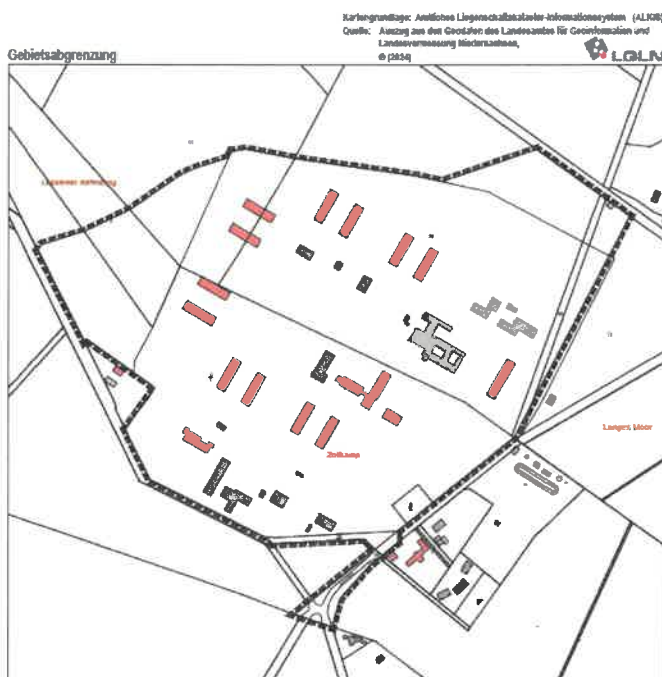 Kartengrundlage: Amtliches Liegenschaftskataster-Informationssystem (ALKIS)
Quelle: Auszug aus den Geodaten des Landesamtes für Geoinformation und
Landesvermessung Niedersachsen,
© (2024)
LGLN
Gebietsabgrenzung
Langes Moor